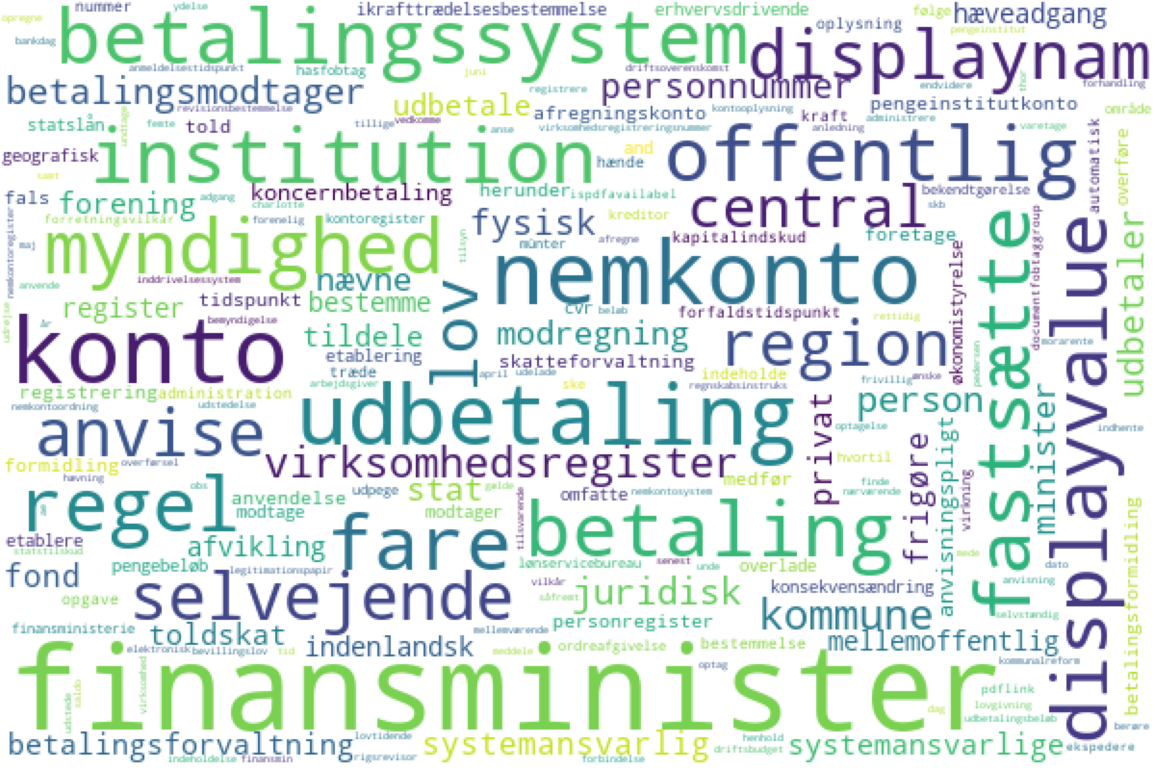 nummer ydelse ikrafttrædelsesbestemmelse erhvervsdrivende oplysning følge hæveadgang
opregne bankdag betalingssystem displaynam pengeinstitut
anmeldelsestidspunkt hasfobtag juni driftsoverenskomst endvidere forhandling
betalingsmodtager registrere personnummer
revisionsbestemmelse udbetale afregningskonto kontooplysning kraft pengeinstitutkonto område
statslån told femte tillige vedkomme anse virksomhedsregistreringsnummer anledning administrere varetage
geografisk institution and hænde offentlig automatisk overføre
samt adgang koncernbetaling herunder ispdfavailabel bekendtgørelse
fals forening charlotte kreditor central skb
forretningsvilkår kontoregister fysisk foretage
maj myndighed forenelig tilsyn münter afregne kapitalindskud
nemkontoregister inddrivelsessystem nævne nemkonto fastsætte displayvalue udbetaler
anvende register tidspunkt bestemme cvr beløb forfaldstidspunkt rettidig økonomistyrelse documentfobtaggroup
udrejse år bemyndigelse lov
konto tildele modregning region morarente
etablering skatteforvaltning
træde april udelade ske indeholde ønske pedersen
registrering administration arbejdsgiver regnskabsinstruks frivillig
nemkontoordning udstedelse udbetaling privat person minister
anvise optagelse indhente
virksomhedsregister frigøre anvisningspligt
formidling overførsel medfør hvortil
hævning obs udpege stat gælde omfatte nemkontosystem finde virkning
regel anvendelse nærværende
ae modtage modtager tilsvarende betaling
etablere fare
statstilskud afvikling senest mede dato
pengebeløb legitimationspapir lønservicebureau unde overlade anvisning
fond vilkår konsekvensændring betalingsformidling
opgave selvejende såfremt juridisk kommune selvstændig
personregister
finansministerie toldskat mellemværende mellemoffentlig
indenlandsk ordreafgivelse bestemmelse
elektronisk bevillingslov tid meddele optag kommunalreform
virksomhed finansminister pdflink
udstede saldo lovgivning
dag udbetalingsbeløb berøre
betalingsforvaltning lovtidende systemansvarlig henhold systemansvarlige
indeholdelse finansmin rigsrevisor forbindelse driftsbudget ekspedere